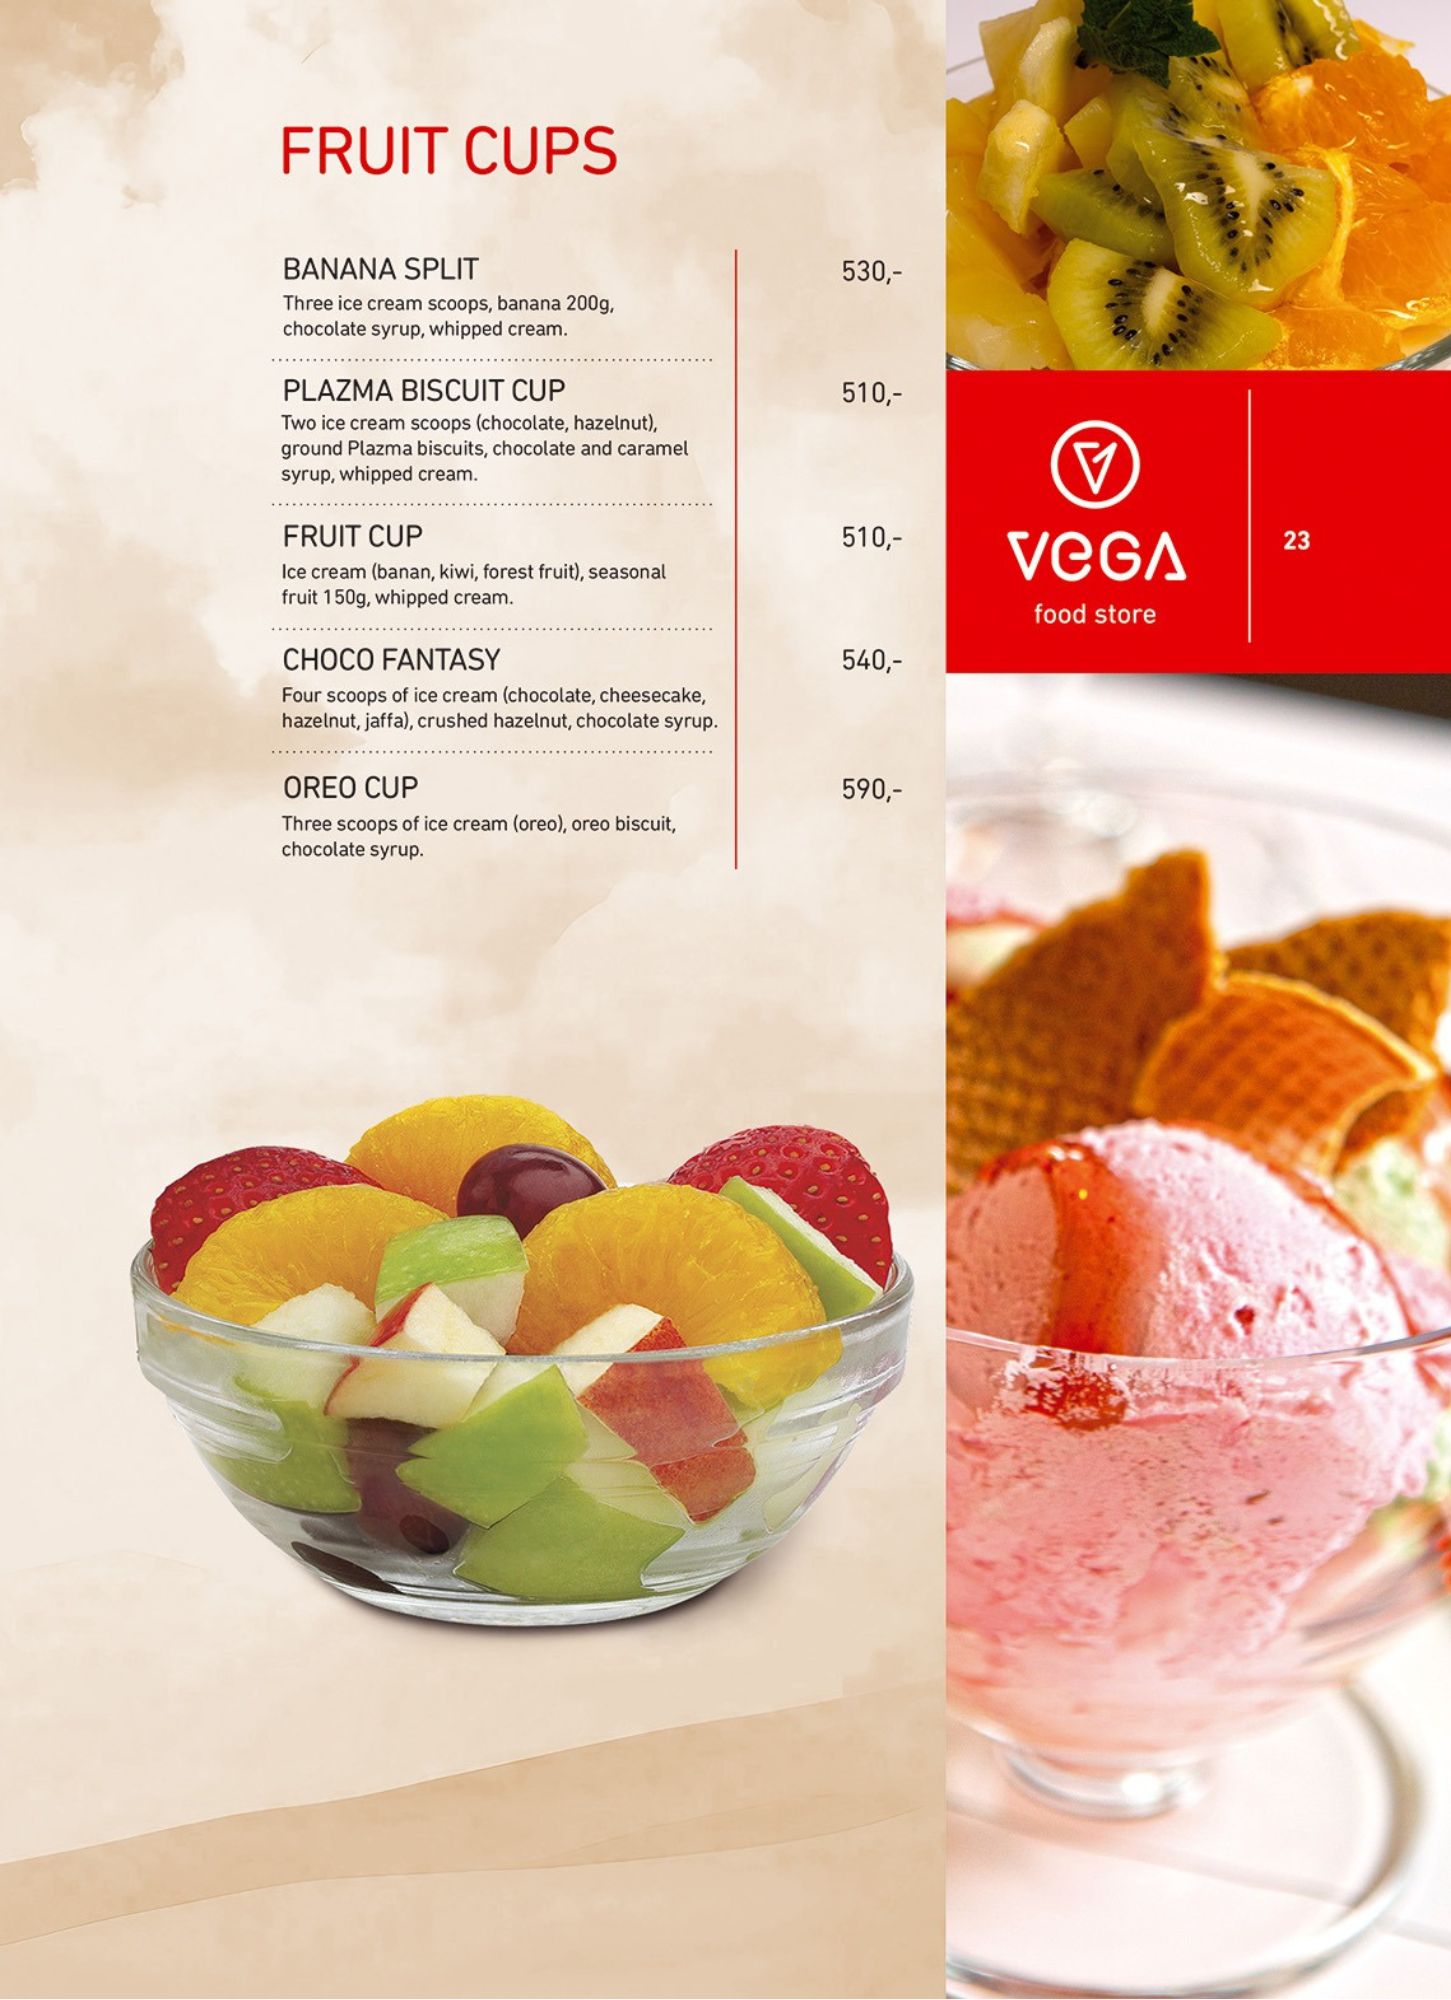 FRUIT CUPS
BANANA SPLIT 530,-
Three ice cream scoops, banana 200g,
chocolate syrup, whipped cream.
PLAZMA BISCUIT CUP 510,-
Two ice cream scoops (chocolate, hazelnut),
ground Plazma biscuits, chocolate and caramel
syrup, whipped cream.
FRUIT CUP 510,-
Ice cream (banan, kiwi, forest fruit), seasonal
fruit 150g, whipped cream.
CHOCO FANTASY 540,-
Four scoops of ice cream (chocolate, cheesecake,
hazelnut, jaffa), crushed hazelnut, chocolate syrup.
OREO CUP 590,-
Three scoops of ice cream (oreo), oreo biscuit,
chocolate syrup.
VeGA
food store
23